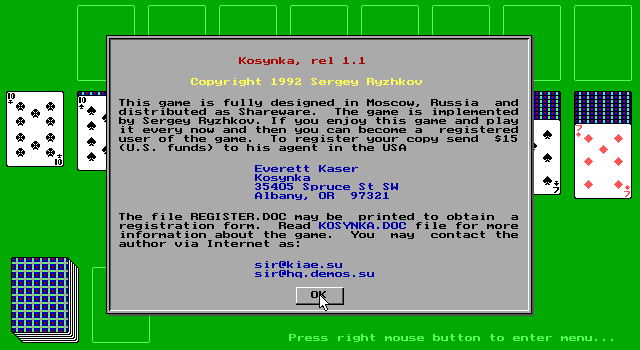 Kosynka, rel 1.1
Copyright 1992 Sergey Ryzhkov
This game is fully designed in Moscow, Russia and
distributed as Shareware. The game is implemented
by Sergey Ryzhkov. If you enjoy this game and play
it every now and then you can become a registered
user of the game. To register your copy send $15
(U.S. funds) to his agent in the USA
Everett Kaser
Kosynka
35405 Spruce St SW
Albany, OR 97321
The file REGISTER.DOC may be printed to obtain a
registration form. Read KOSYNKA.DOC file for more
information about the game. You may contact the
author via Internet as:
sir@kiae.su
sir@hq.demos.su
OK
10
10
10
7
7
Press right mouse button to enter menu...